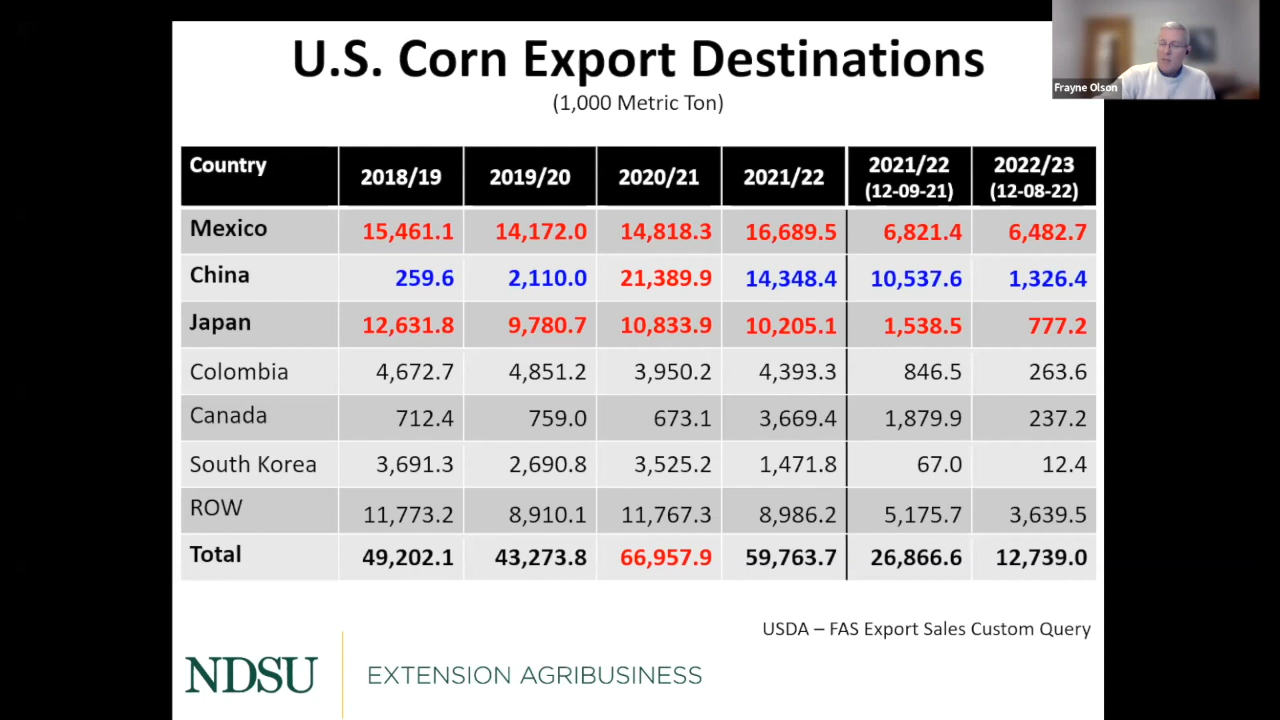 U.S. Corn Export Destinations
(1,000 Metric Ton)
Frayne Olson
Country 2018/19 2019/20 2020/21 2021/22 2021/22 (12-09-21) 2022/23 (12-08-22)
Mexico 15,461.1 14,172.0 14,818.3 16,689.5 6,821.4 6,482.7
China 259.6 2,110.0 21,389.9 14,348.4 10,537.6 1,326.4
Japan 12,631.8 9,780.7 10,833.9 10,205.1 1,538.5 777.2
Colombia 4,672.7 4,851.2 3,950.2 4,393.3 846.5 263.6
Canada 712.4 759.0 673.1 3,669.4 1,879.9 237.2
South Korea 3,691.3 2,690.8 3,525.2 1,471.8 67.0 12.4
ROW 11,773.2 8,910.1 11,767.3 8,986.2 5,175.7 3,639.5
Total 49,202.1 43,273.8 66,957.9 59,763.7 26,866.6 12,739.0
USDA – FAS Export Sales Custom Query
NDSU EXTENSION AGRIBUSINESS